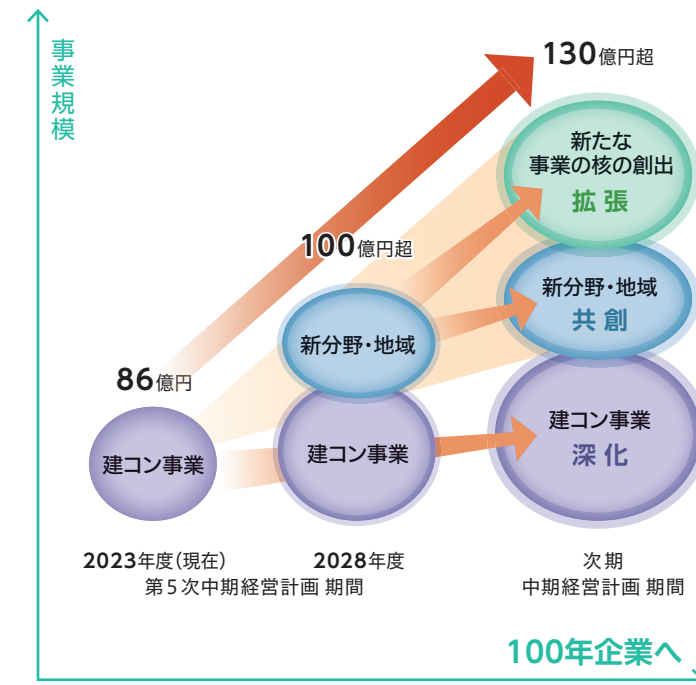 事業規模
130億円超
新たな
事業の核の創出
拡張
100億円超
新分野・地域
新分野・地域
共創
86億円
建コン事業
建コン事業
建コン事業
深化
2023年度(現在)
2028年度
次期
第5次中期経営計画 期間
中期経営計画 期間
100年企業へ